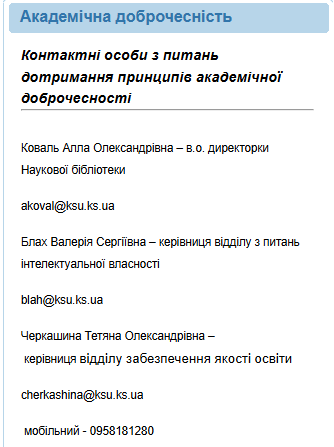 Академічна доброчесність
Контактні особи з питань
дотримання принципів академічної
доброчесності
Коваль Алла Олександрівна – в.о. директорки
Наукової бібліотеки
akoval@ksu.ks.ua
Блах Валерія Сергіївна – керівниця відділу з питань
інтелектуальної власності
blah@ksu.ks.ua
Черкашина Тетяна Олександрівна –
керівниця відділу забезпечення якості освіти
cherkashina@ksu.ks.ua
мобільний - 0958181280